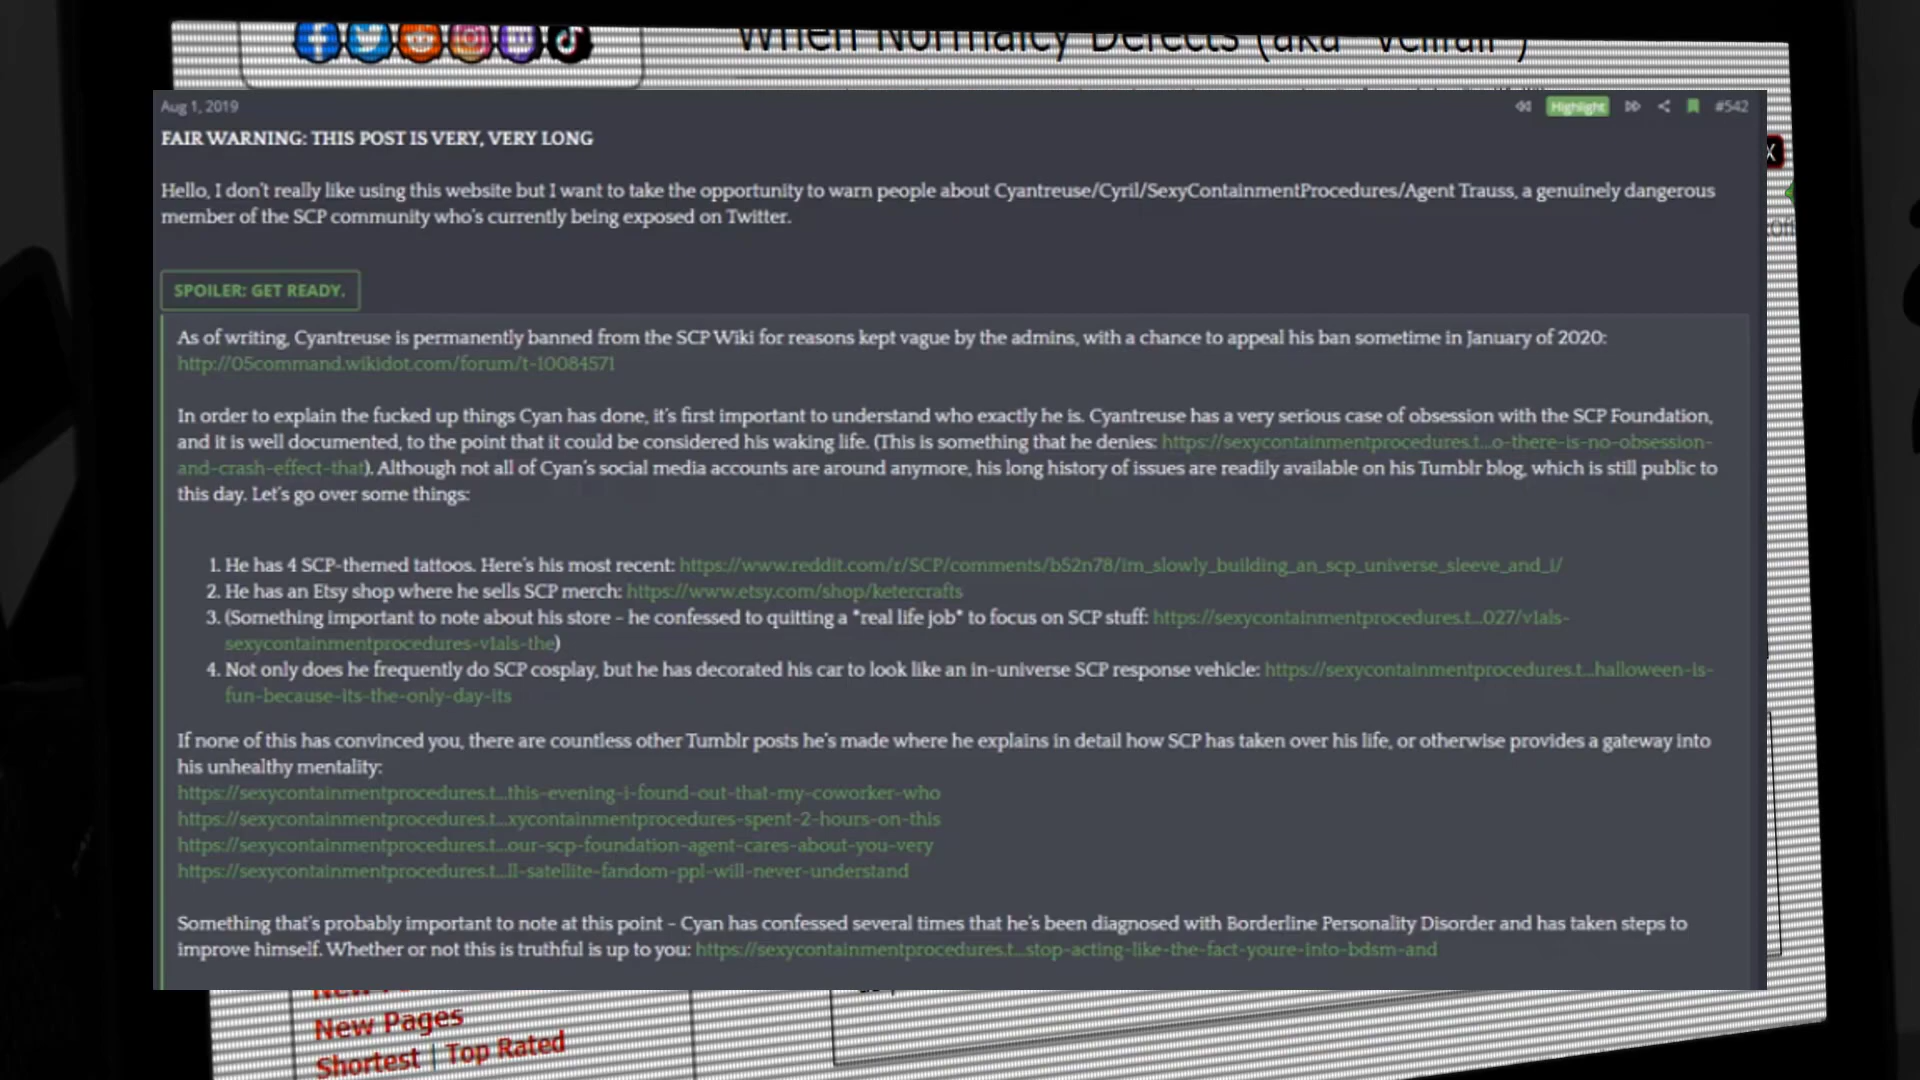 When Normalcy Defects (aka "Veilfall")
Aug 1, 2019
Highlight
#542
FAIR WARNING: THIS POST IS VERY, VERY LONG
X
Hello, I don't really like using this website but I want to take the opportunity to warn people about Cyantreuse/Cyril/SexyContainmentProcedures/Agent Trauss, a genuinely dangerous
member of the SCP community who's currently being exposed on Twitter.
SPOILER: GET READY.
As of writing, Cyantreuse is permanently banned from the SCP Wiki for reasons kept vague by the admins, with a chance to appeal his ban sometime in January of 2020:
http://05command.wikidot.com/forum/t-10084571
In order to explain the fucked up things Cyan has done, it's first important to understand who exactly he is. Cyantreuse has a very serious case of obsession with the SCP Foundation,
and it is well documented, to the point that it could be considered his waking life. (This is something that he denies: https://sexycontainmentprocedures.t...o-there-is-no-obsession-
and-crash-effect-that). Although not all of Cyan's social media accounts are around anymore, his long history of issues are readily available on his Tumblr blog, which is still public to
this day. Let's go over some things:
1. He has 4 SCP-themed tattoos. Here's his most recent: https://www.reddit.com/r/SCP/comments/b52n78/im_slowly_building_an_scp_universe_sleeve_and_i/
2. He has an Etsy shop where he sells SCP merch: https://www.etsy.com/shop/ketercrafts
3. (Something important to note about his store - he confessed to quitting a *real life job* to focus on SCP stuff: https://sexycontainmentprocedures.t...027/v1als-
sexycontainmentprocedures-v1als-the)
4. Not only does he frequently do SCP cosplay, but he has decorated his car to look like an in-universe SCP response vehicle: https://sexycontainmentprocedures.t...halloween-is-
fun-because-its-the-only-day-its
If none of this has convinced you, there are countless other Tumblr posts he's made where he explains in detail how SCP has taken over his life, or otherwise provides a gateway into
his unhealthy mentality:
https://sexycontainmentprocedures.t...this-evening-i-found-out-that-my-coworker-who
https://sexycontainmentprocedures.t...xycontainmentprocedures-spent-2-hours-on-this
https://sexycontainmentprocedures.t...our-scp-foundation-agent-cares-about-you-very
https://sexycontainmentprocedures.t...ll-satellite-fandom-ppl-will-never-understand
Something that's probably important to note at this point - Cyan has confessed several times that he's been diagnosed with Borderline Personality Disorder and has taken steps to
improve himself. Whether or not this is truthful is up to you: https://sexycontainmentprocedures.t...stop-acting-like-the-fact-youre-into-bdsm-and
New Pages
Shortest | Top Rated